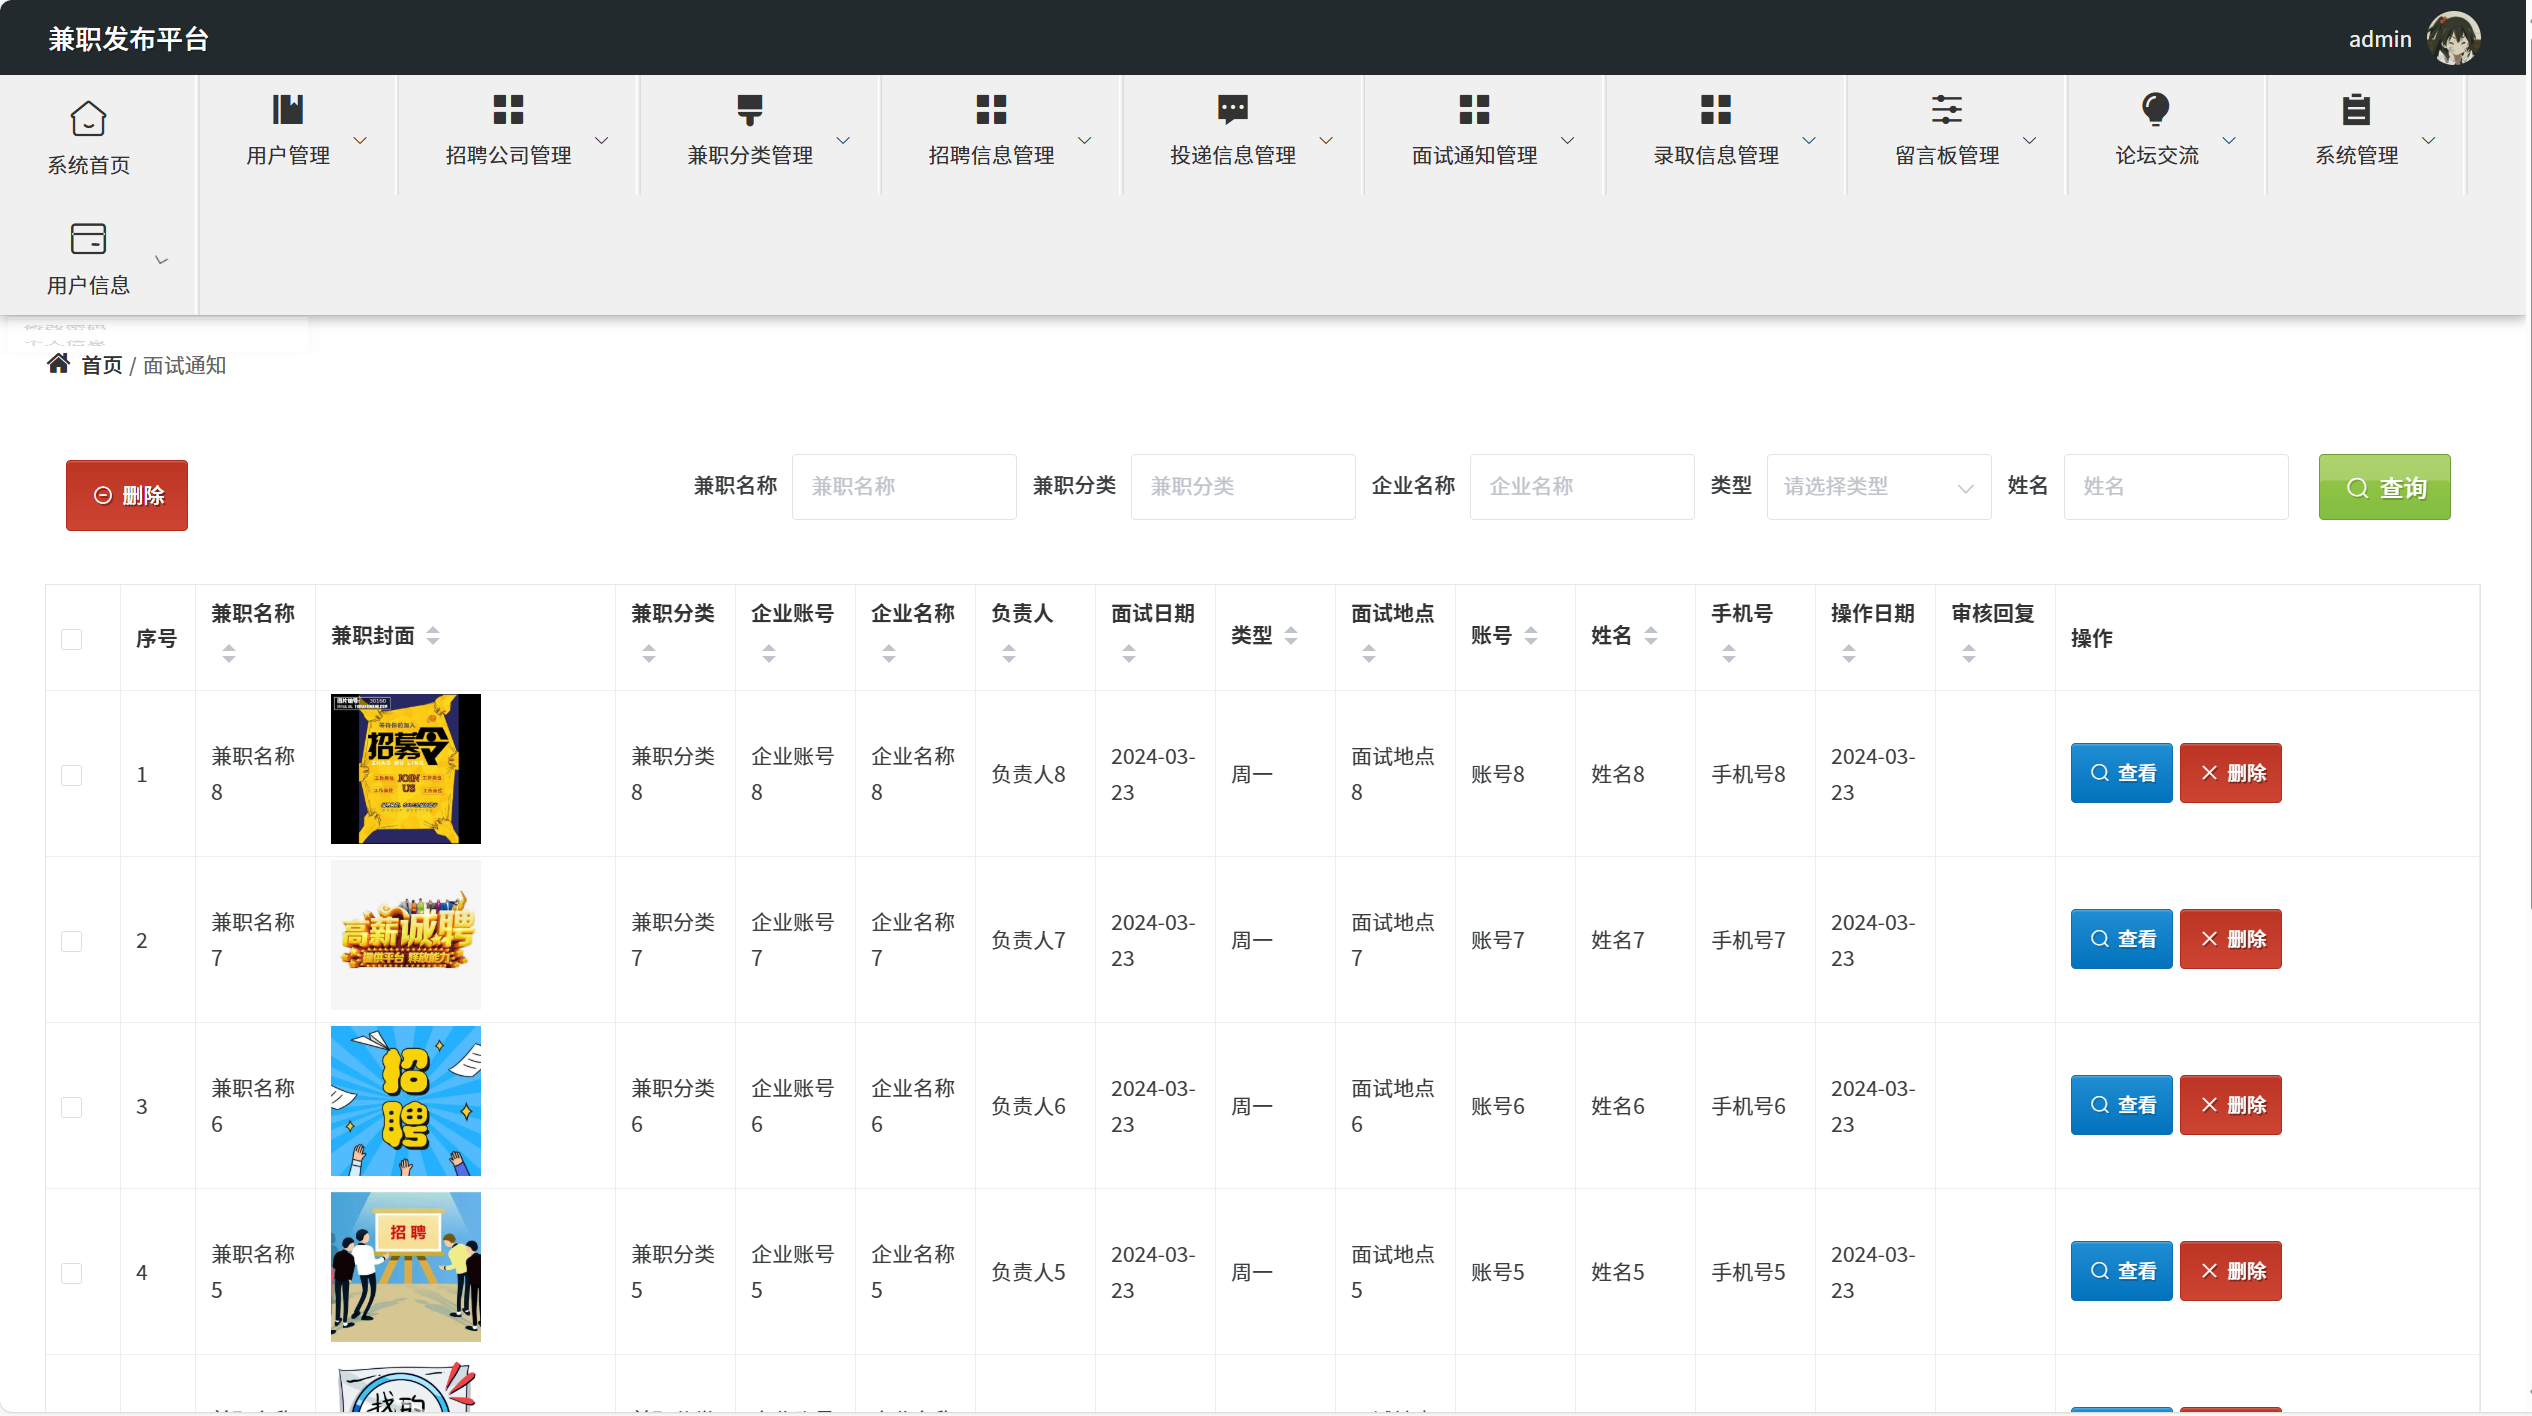 兼职发布平台
admin
系统首页
用户管理
招聘公司管理
兼职分类管理
招聘信息管理
投递信息管理
面试通知管理
录取信息管理
留言板管理
论坛交流
系统管理
用户信息
首页 / 面试通知
删除
兼职名称 兼职名称
兼职分类 兼职分类
企业名称 企业名称
类型 请选择类型
姓名 姓名
查询
序号 兼职名称 兼职封面 兼职分类 企业账号 企业名称 负责人 面试日期 类型 面试地点 账号 姓名 手机号 操作日期 审核回复 操作
1 兼职名称8 兼职分类8 企业账号8 企业名称8 负责人8 2024-03-23 周一 面试地点8 账号8 姓名8 手机号8 2024-03-23 查看 删除
招募令
JOIN
US
2 兼职名称7 兼职分类7 企业账号7 企业名称7 负责人7 2024-03-23 周一 面试地点7 账号7 姓名7 手机号7 2024-03-23 查看 删除
高薪诚聘
提供平台 释放能力
3 兼职名称6 兼职分类6 企业账号6 企业名称6 负责人6 2024-03-23 周一 面试地点6 账号6 姓名6 手机号6 2024-03-23 查看 删除
招聘
4 兼职名称5 兼职分类5 企业账号5 企业名称5 负责人5 2024-03-23 周一 面试地点5 账号5 姓名5 手机号5 2024-03-23 查看 删除
招聘